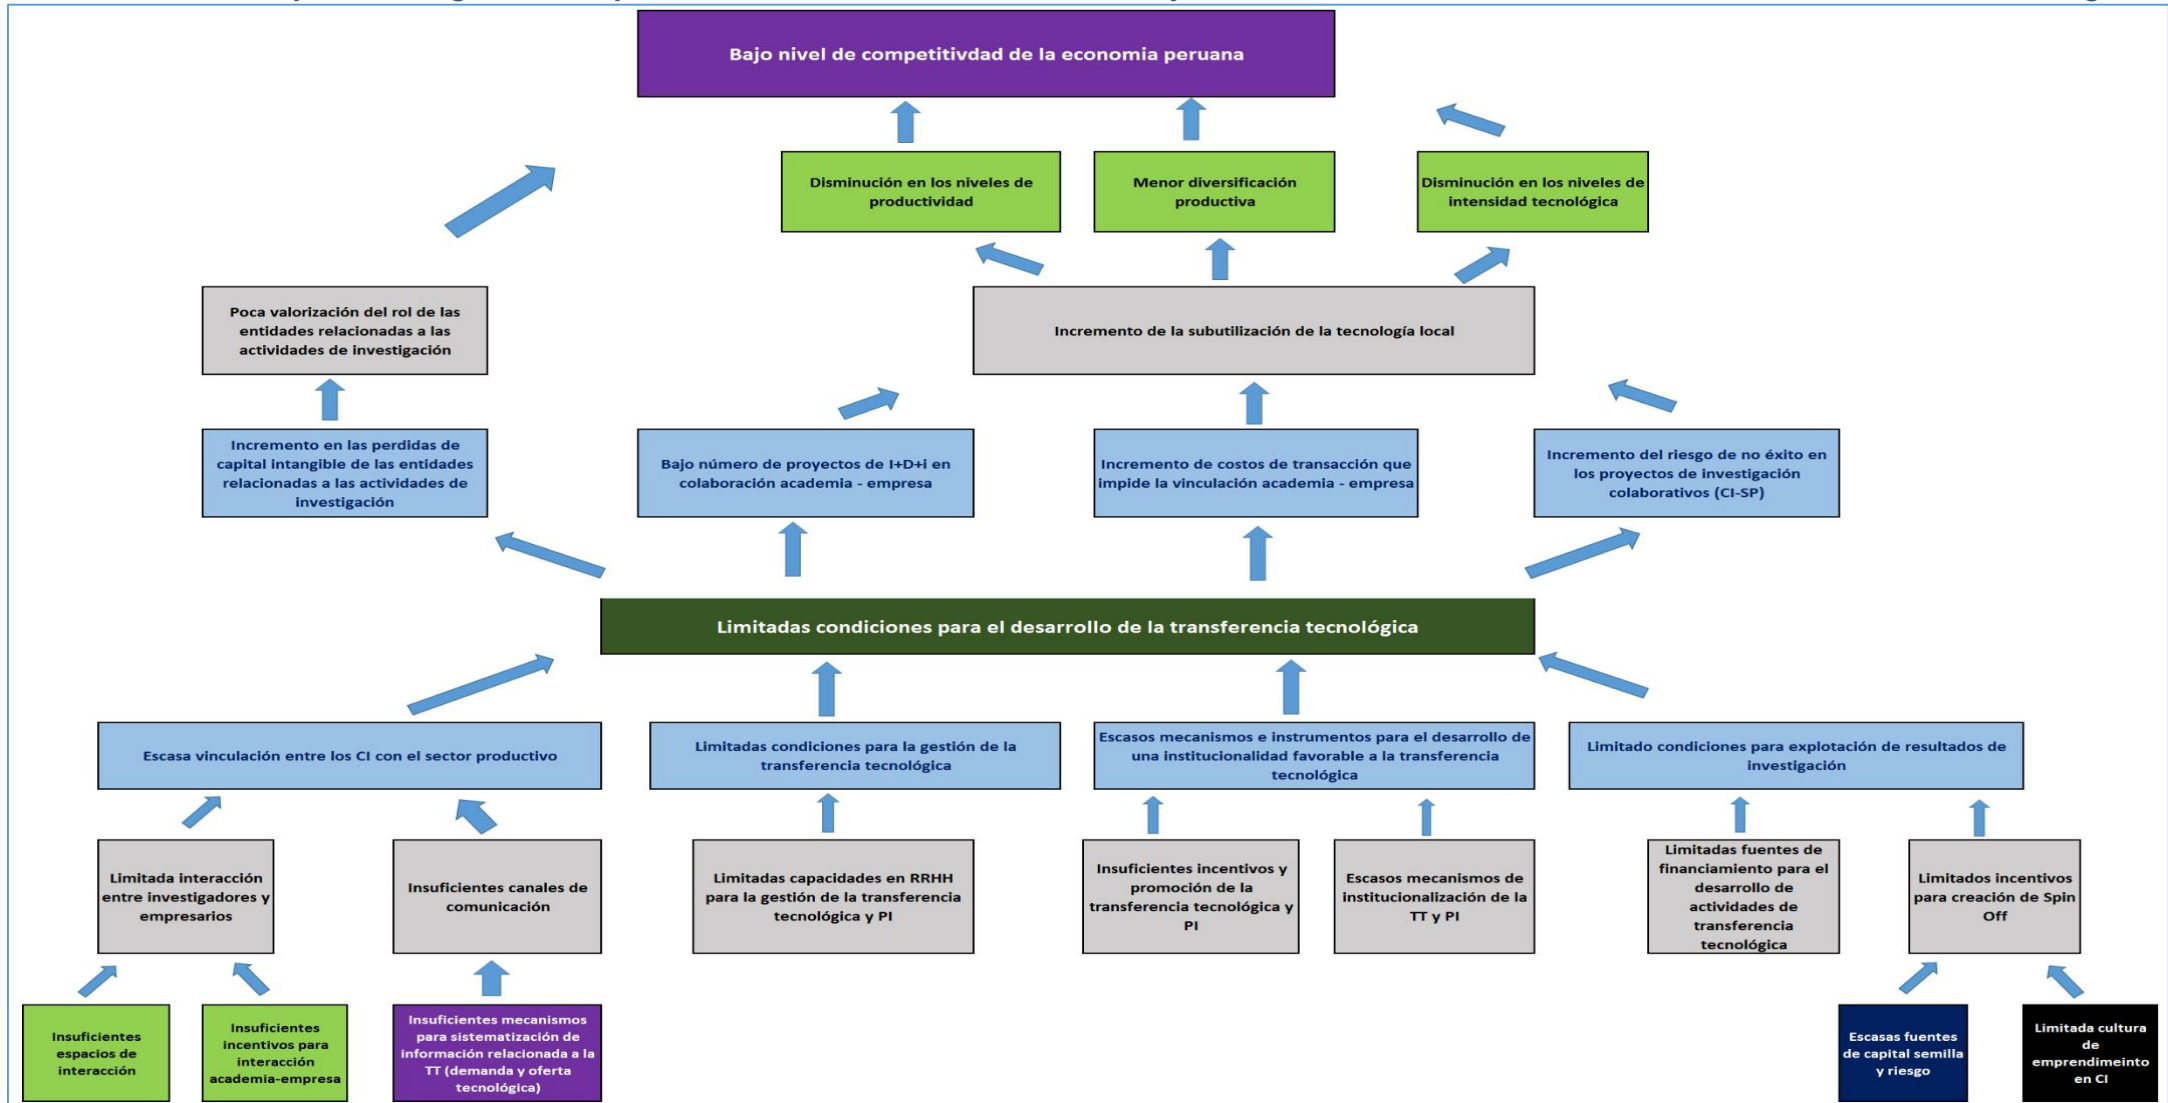 Bajo nivel de competitivdad de la economia peruana
Disminución en los niveles de
productividad
Menor diversificación
productiva
Disminución en los niveles de
intensidad tecnológica
Poca valorización del rol de las
entidades relacionadas a las
actividades de investigación
Incremento de la subutilización de la tecnología local
Incremento en las perdidas de
capital intangible de las entidades
relacionadas a las actividades de
investigación
Bajo número de proyectos de I+D+i en
colaboración academia - empresa
Incremento de costos de transacción que
impide la vinculación academia - empresa
Incremento del riesgo de no éxito en
los proyectos de investigación
colaborativos (CI-SP)
Limitadas condiciones para el desarrollo de la transferencia tecnológica
Escasa vinculación entre los CI con el sector productivo
Limitadas condiciones para la gestión de la
transferencia tecnológica
Escasos mecanismos e instrumentos para el desarrollo de
una institucionalidad favorable a la transferencia
tecnológica
Limitado condiciones para explotación de resultados de
investigación
Limitada interacción
entre investigadores y
empresarios
Insuficientes canales de
comunicación
Limitadas capacidades en RRHH
para la gestión de la transferencia
tecnológica y PI
Insuficientes incentivos y
promoción de la
transferencia tecnológica y
PI
Escasos mecanismos de
institucionalización de la
TT y PI
Limitadas fuentes de
financiamiento para el
desarrollo de
actividades de
transferencia
tecnológica
Limitados incentivos
para creación de Spin
Off
Insuficientes
espacios de
interacción
Insuficientes
incentivos para
interacción
academia-empresa
Insuficientes mecanismos
para sistematización de
información relacionada a la
TT (demanda y oferta
tecnológica)
Escasas fuentes
de capital semilla
y riesgo
Limitada cultura
de
emprendimeinto
en CI